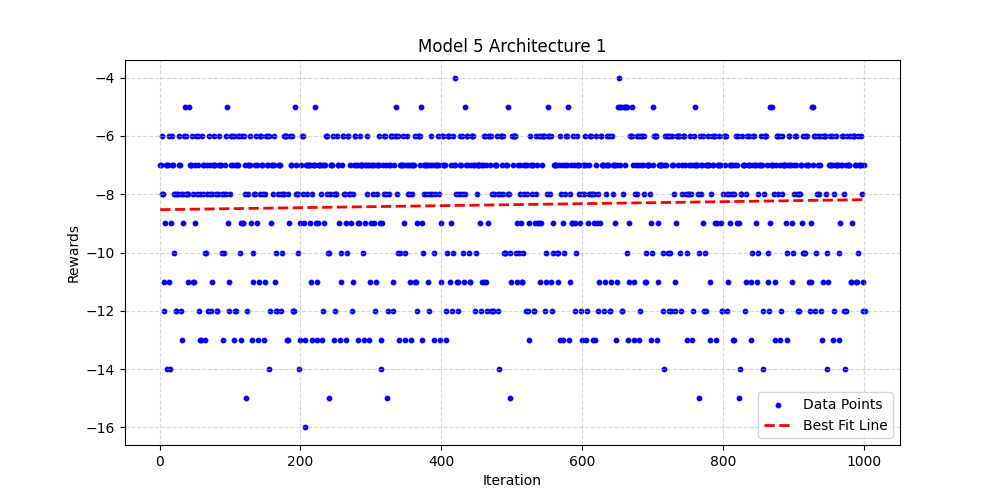 Model 5 Architecture 1
Rewards
−4
−6
−8
−10
−12
−14
−16
0 200 400 600 800 1000
Iteration
Data Points
Best Fit Line